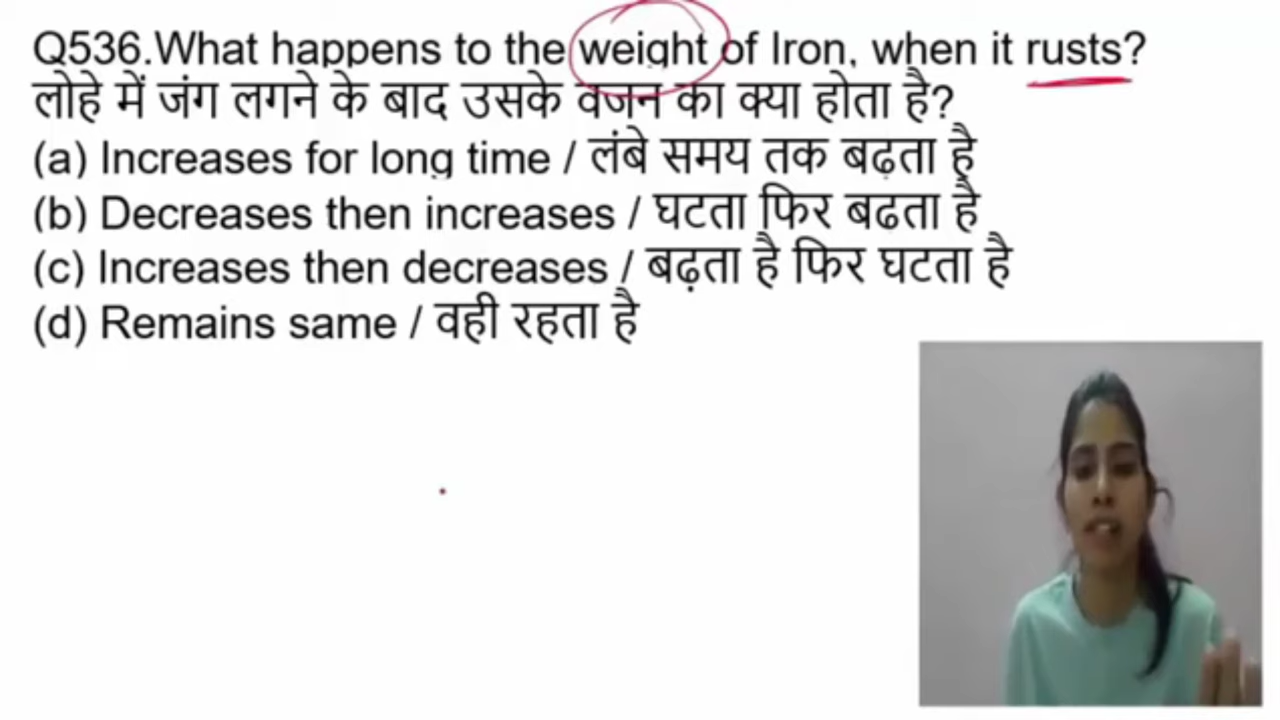 Q536.What happens to the weight of Iron, when it rusts?
लोहे में जंग लगने के बाद उसके वजन का क्या होता है?
(a) Increases for long time / लंबे समय तक बढ़ता है
(b) Decreases then increases / घटता फिर बढता है
(c) Increases then decreases / बढ़ता है फिर घटता है
(d) Remains same / वही रहता है